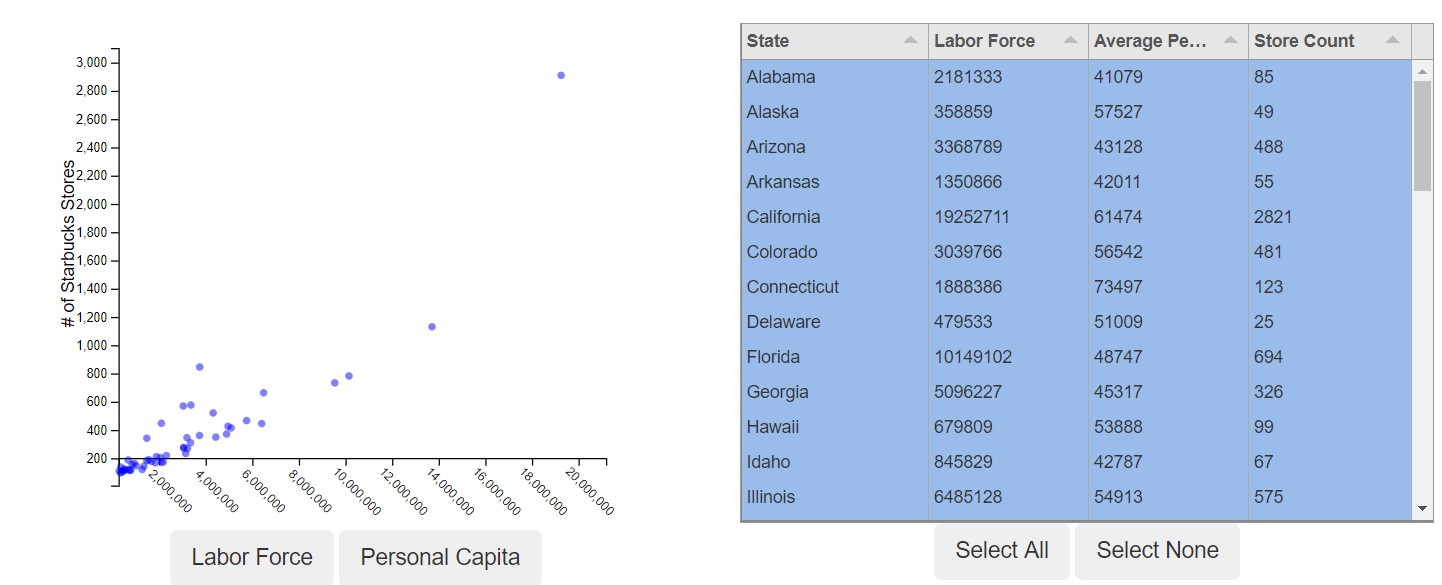 3,000
2,800
2,600
2,400
2,200
2,000
1,800
1,600
1,400
1,200
1,000
800
600
400
200
# of Starbucks Stores
2,000,000
4,000,000
6,000,000
8,000,000
10,000,000
12,000,000
14,000,000
16,000,000
18,000,000
20,000,000
Labor Force Personal Capita
State Labor Force Average Pe... Store Count
Alabama 2181333 41079 85
Alaska 358859 57527 49
Arizona 3368789 43128 488
Arkansas 1350866 42011 55
California 19252711 61474 2821
Colorado 3039766 56542 481
Connecticut 1888386 73497 123
Delaware 479533 51009 25
Florida 10149102 48747 694
Georgia 5096227 45317 326
Hawaii 679809 53888 99
Idaho 845829 42787 67
Illinois 6485128 54913 575
Select All Select None